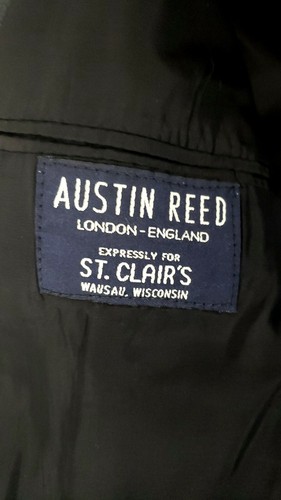 AUSTIN REED
LONDON-ENGLAND
EXPRESSLY FOR
ST. CLAIR'S
WAUSAU, WISCONSIN